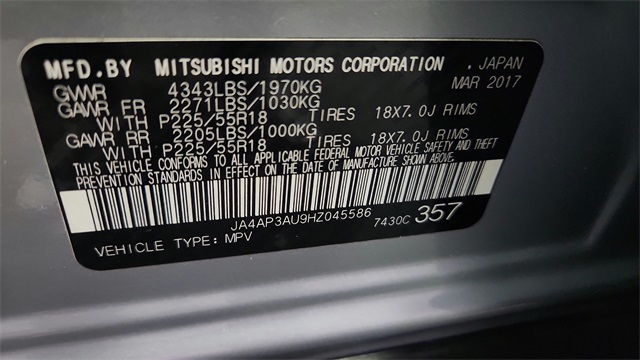 MFD.BY MITSUBISHI MOTORS CORPORATION . JAPAN
GVWR 4343LBS/1970KG MAR 2017
GAWR FR 2271LBS/1030KG
WITH P225/55R18 TIRES 18X7.0J RIMS
GAWR RR 2205LBS/1000KG
WITH P225/55R18 TIRES 18X7.0J RIMS
THIS VEHICLE CONFORMS TO ALL APPLICABLE FEDERAL MOTOR VEHICLE SAFETY AND THEFT
PREVENTION STANDARDS IN EFFECT ON THE DATE OF MANUFACTURE SHOWN ABOVE.
JA4AP3AU9HZ045586 7430C 357
VEHICLE TYPE: MPV